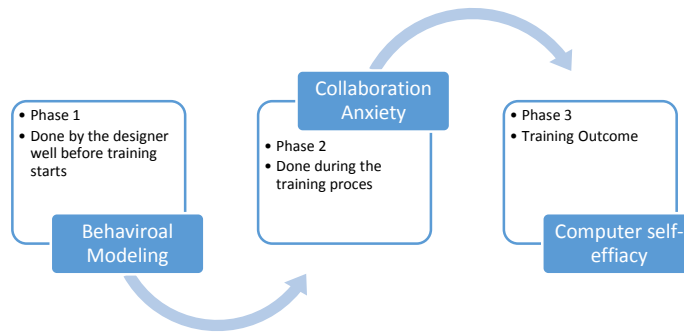 • Phase 1
• Done by the designer
well before training
starts
Behaviroal
Modeling
Collaboration
Anxiety
• Phase 2
• Done during the
training proces
• Phase 3
• Training Outcome
Computer self-
effiacy